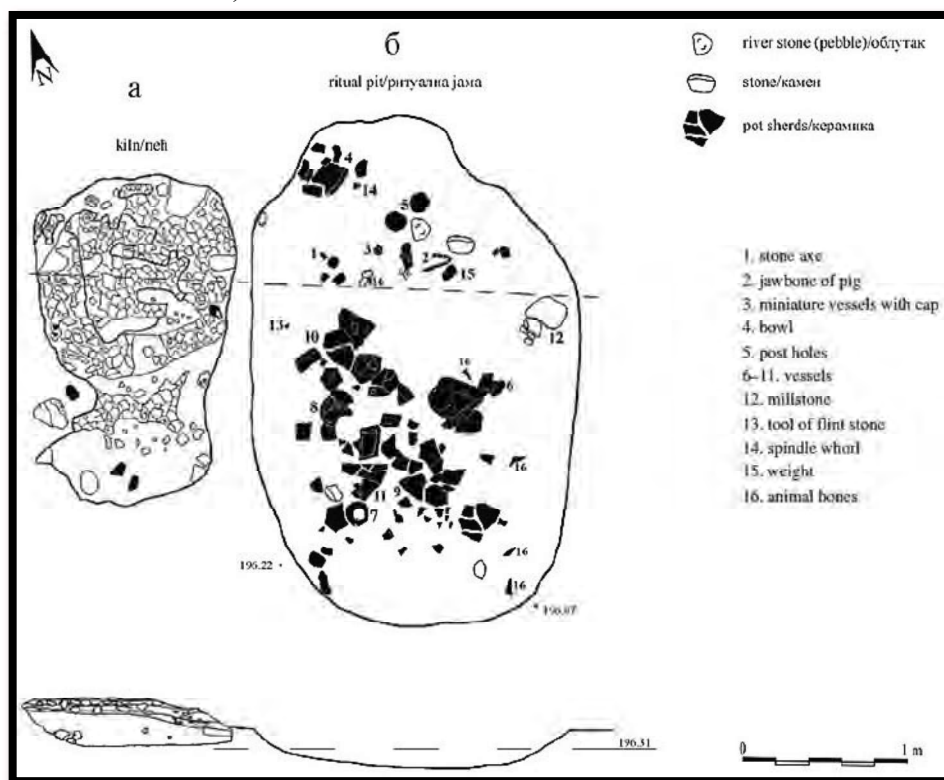 N
а
kiln/пећ
б
ritual pit/ритуална јама
river stone (pebble)/облутак
stone/камен
pot sherds/керамика
4
14
5
1
3
2
16
15
13
10
12
16
6
8
16
11
9
7
16
196.22
16
196.07
1. stone axe
2. jawbone of pig
3. miniature vessels with cap
4. bowl
5. post holes
6–11. vessels
12. millstone
13. tool of flint stone
14. spindle whorl
15. weight
16. animal bones
196.31
0
1 m